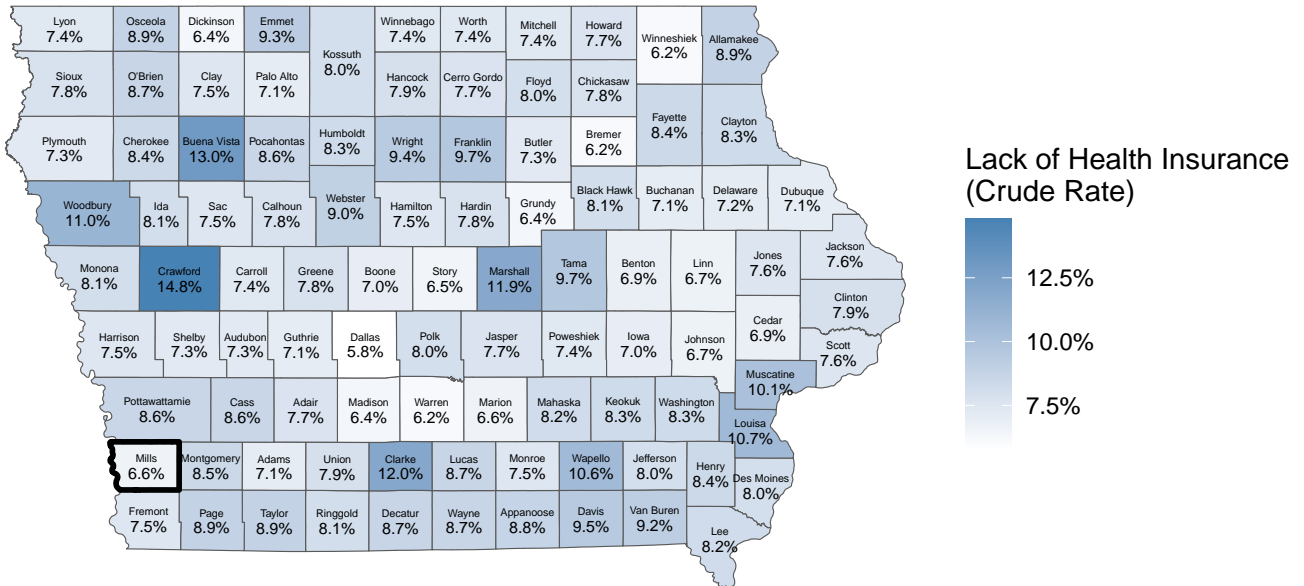 Lyon
7.4%
Osceola
8.9%
Dickinson
6.4%
Emmet
9.3%
Kossuth
8.0%
Winnebago
7.4%
Worth
7.4%
Mitchell
7.4%
Howard
7.7%
Winneshiek
6.2%
Allamakee
8.9%
Sioux
7.8%
O'Brien
8.7%
Clay
7.5%
Palo Alto
7.1%
Hancock
7.9%
Cerro Gordo
7.7%
Floyd
8.0%
Chickasaw
7.8%
Fayette
8.4%
Clayton
8.3%
Plymouth
7.3%
Cherokee
8.4%
Buena Vista
13.0%
Pocahontas
8.6%
Humboldt
8.3%
Wright
9.4%
Franklin
9.7%
Butler
7.3%
Bremer
6.2%
Woodbury
11.0%
Ida
8.1%
Sac
7.5%
Calhoun
7.8%
Webster
9.0%
Hamilton
7.5%
Hardin
7.8%
Grundy
6.4%
Black Hawk
8.1%
Buchanan
7.1%
Delaware
7.2%
Dubuque
7.1%
Monona
8.1%
Crawford
14.8%
Carroll
7.4%
Greene
7.8%
Boone
7.0%
Story
6.5%
Marshall
11.9%
Tama
9.7%
Benton
6.9%
Linn
6.7%
Jones
7.6%
Jackson
7.6%
Clinton
7.9%
Harrison
7.5%
Shelby
7.3%
Audubon
7.3%
Guthrie
7.1%
Dallas
5.8%
Polk
8.0%
Jasper
7.7%
Poweshiek
7.4%
Iowa
7.0%
Johnson
6.7%
Cedar
6.9%
Scott
7.6%
Muscatine
10.1%
Pottawattamie
8.6%
Cass
8.6%
Adair
7.7%
Madison
6.4%
Warren
6.2%
Marion
6.6%
Mahaska
8.2%
Keokuk
8.3%
Washington
8.3%
Louisa
10.7%
Mills
6.6%
Montgomery
8.5%
Adams
7.1%
Union
7.9%
Clarke
12.0%
Lucas
8.7%
Monroe
7.5%
Wapello
10.6%
Jefferson
8.0%
Henry
8.4%
Des Moines
8.0%
Fremont
7.5%
Page
8.9%
Taylor
8.9%
Ringgold
8.1%
Decatur
8.7%
Wayne
8.7%
Appanoose
8.8%
Davis
9.5%
Van Buren
9.2%
Lee
8.2%
Lack of Health Insurance
(Crude Rate)
12.5%
10.0%
7.5%